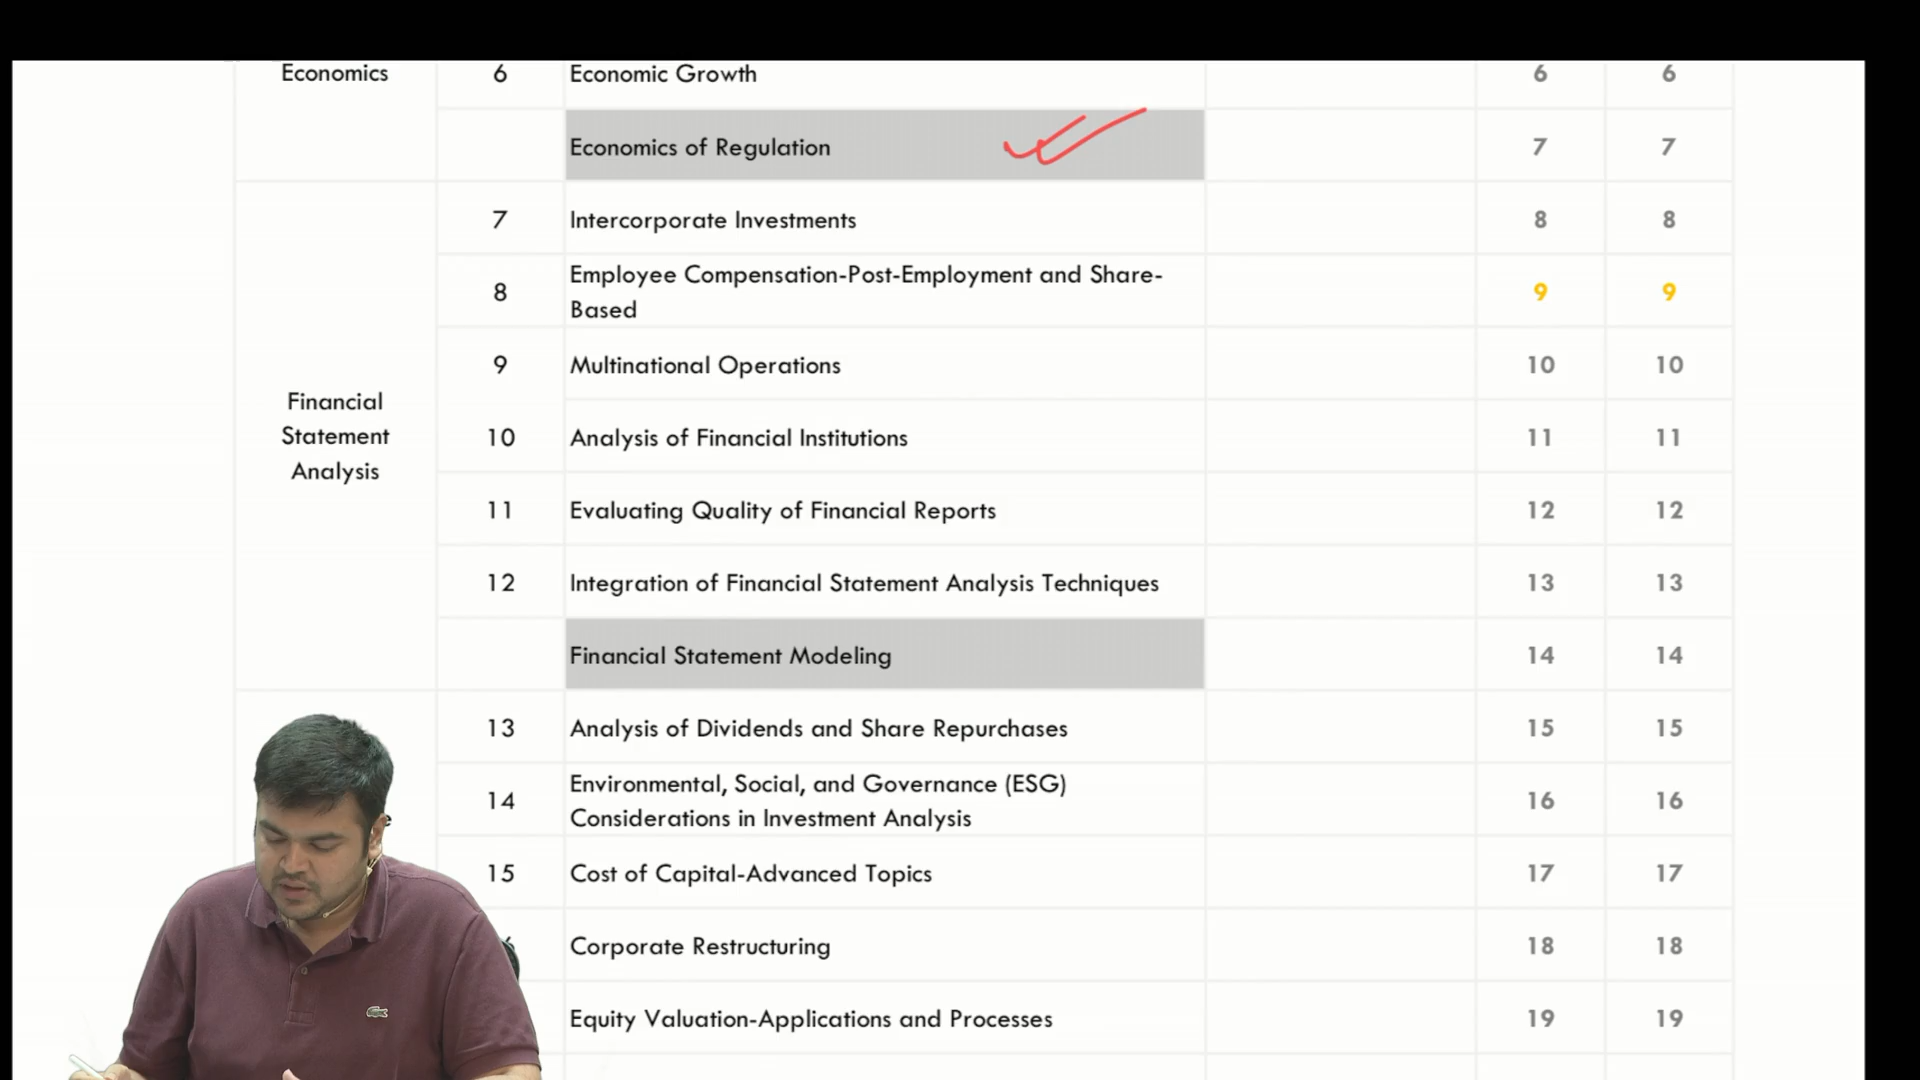 Economics 6 Economic Growth 6 6
Economics of Regulation 7 7
7 Intercorporate Investments 8 8
Employee Compensation-Post-Employment and Share-
8 9 9
Based
9 Multinational Operations 10 10
Financial
Statement
Analysis
10 Analysis of Financial Institutions 11 11
11 Evaluating Quality of Financial Reports 12 12
12 Integration of Financial Statement Analysis Techniques 13 13
Financial Statement Modeling 14 14
13 Analysis of Dividends and Share Repurchases 15 15
Environmental, Social, and Governance (ESG)
14 16 16
Considerations in Investment Analysis
15 Cost of Capital-Advanced Topics 17 17
Corporate Restructuring 18 18
Equity Valuation-Applications and Processes 19 19